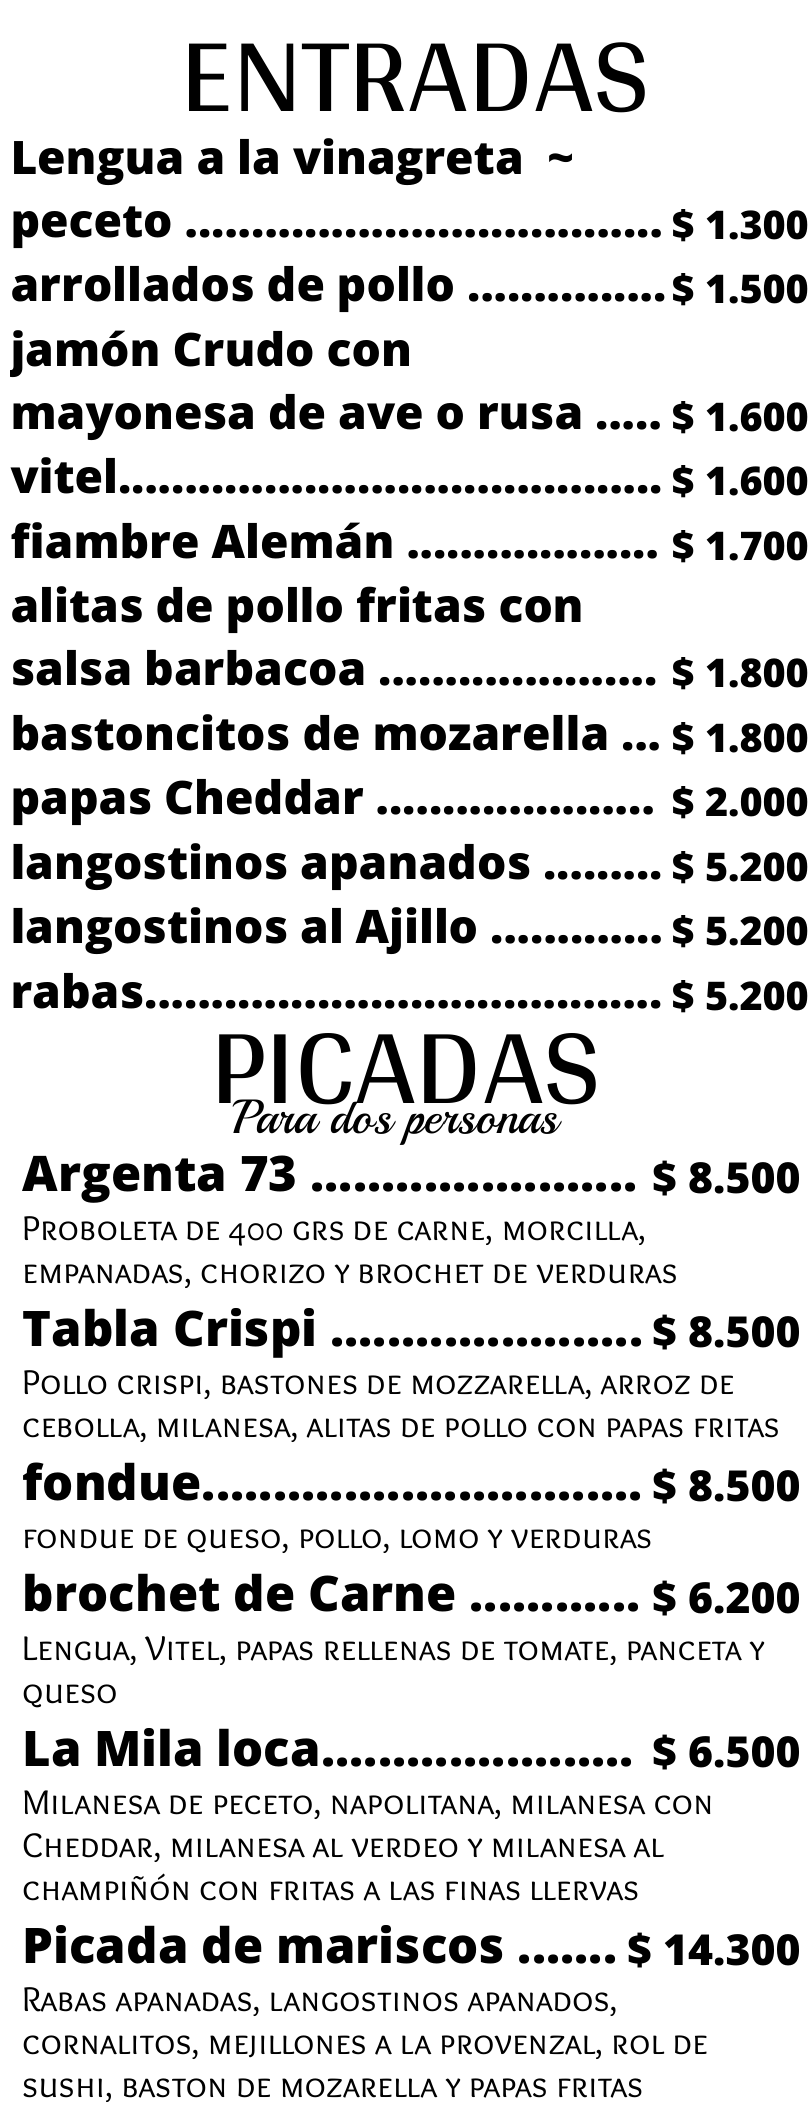 ENTRADAS
Lengua a la vinagreta ~
peceto .................................... $ 1.300
arrollados de pollo ............... $ 1.500
jamón Crudo con
mayonesa de ave o rusa ..... $ 1.600
vitel......................................... $ 1.600
fiambre Alemán ................... $ 1.700
alitas de pollo fritas con
salsa barbacoa ..................... $ 1.800
bastoncitos de mozarella ... $ 1.800
papas Cheddar ..................... $ 2.000
langostinos apanados ......... $ 5.200
langostinos al Ajillo ............. $ 5.200
rabas....................................... $ 5.200
PICADAS
Para dos personas
Argenta 73 ....................... $ 8.500
Proboleta de 400 grs de carne, morcilla,
empanadas, chorizo y brochet de verduras
Tabla Crispi ...................... $ 8.500
Pollo crispi, bastones de mozzarella, arroz de
cebolla, milanesa, alitas de pollo con papas fritas
fondue............................... $ 8.500
fondue de queso, pollo, lomo y verduras
brochet de Carne ............ $ 6.200
Lengua, Vitel, papas rellenas de tomate, panceta y
queso
La Mila loca...................... $ 6.500
Milanesa de peceto, napolitana, milanesa con
Cheddar, milanesa al verdeo y milanesa al
champiñón con fritas a las finas llervas
Picada de mariscos ....... $ 14.300
Rabas apanadas, langostinos apanados,
cornalitos, mejillones a la provenzal, rol de
sushi, baston de mozarella y papas fritas